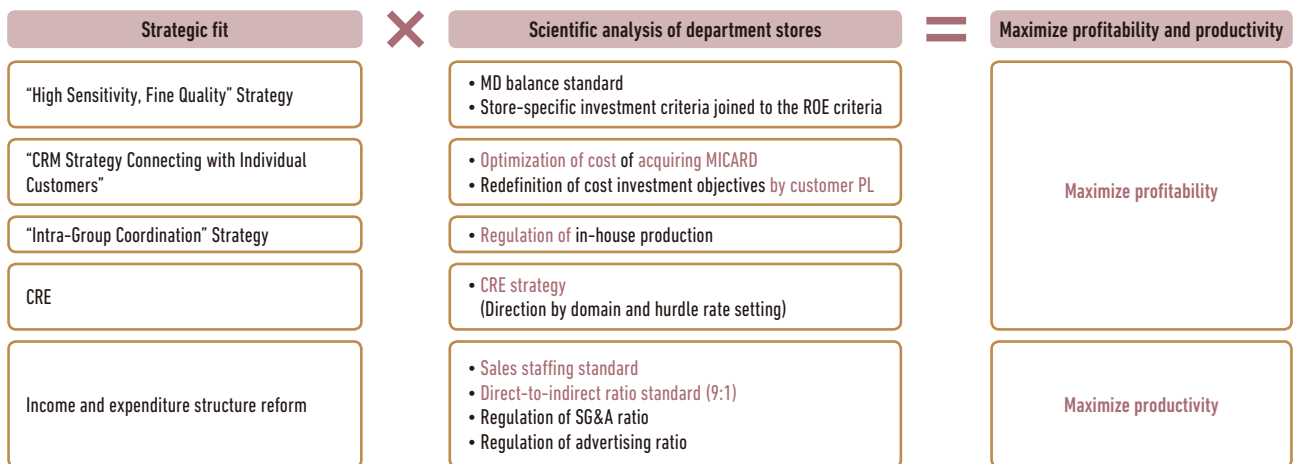 Strategic fit
×
Scientific analysis of department stores
=
Maximize profitability and productivity
“High Sensitivity, Fine Quality” Strategy
• MD balance standard
• Store-specific investment criteria joined to the ROE criteria
“CRM Strategy Connecting with Individual
Customers”
• Optimization of cost of acquiring MICARD
• Redefinition of cost investment objectives by customer PL
“Intra-Group Coordination” Strategy
• Regulation of in-house production
CRE
• CRE strategy
(Direction by domain and hurdle rate setting)
Maximize profitability
Income and expenditure structure reform
• Sales staffing standard
• Direct-to-indirect ratio standard (9:1)
• Regulation of SG&A ratio
• Regulation of advertising ratio
Maximize productivity